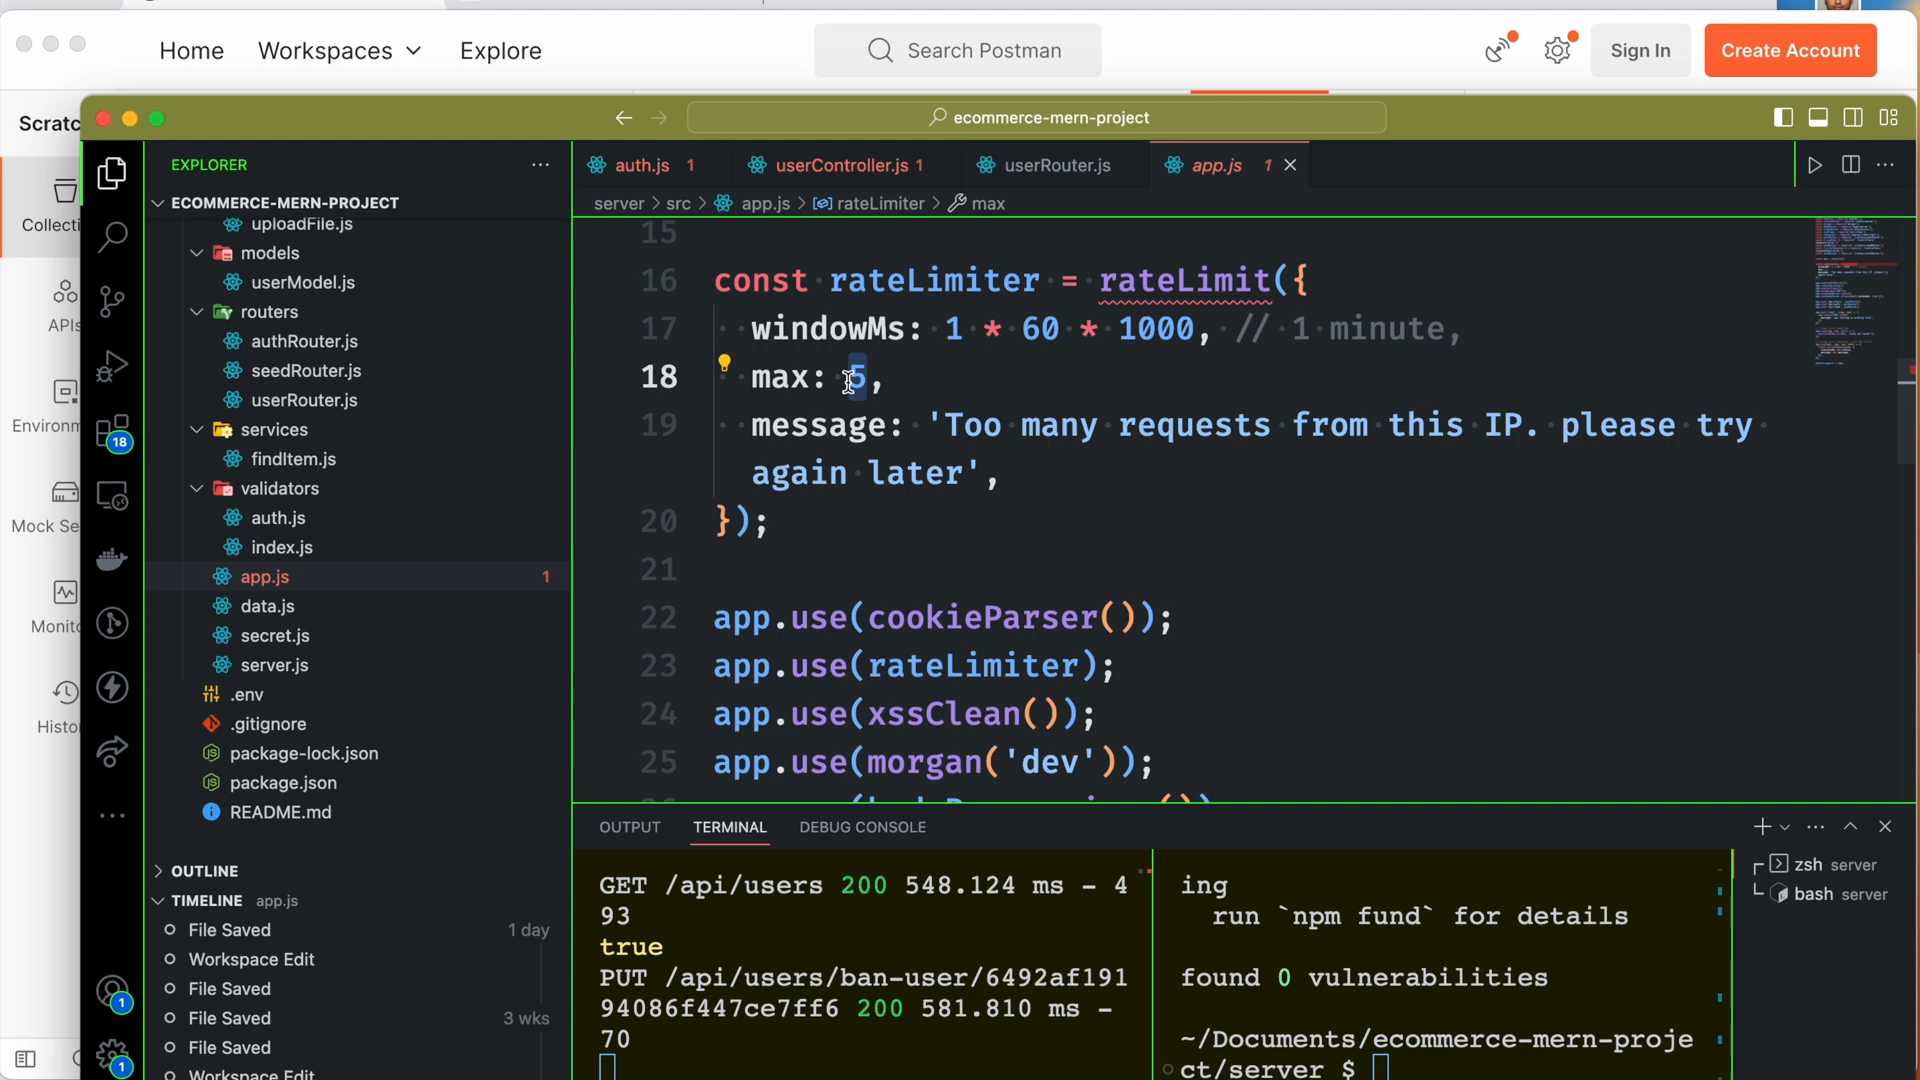 Home Workspaces Explore Search Postman Sign In Create Account
Scratc
Collecti
APIs
Environm
Mock Se
Monito
Histor
ecommerce-mern-project
EXPLORER
ECOMMERCE-MERN-PROJECT
uploadFile.js
models
userModel.js
routers
authRouter.js
seedRouter.js
userRouter.js
services
findItem.js
validators
auth.js
index.js
app.js 1
data.js
secret.js
server.js
.env
.gitignore
package-lock.json
package.json
README.md
OUTLINE
TIMELINE app.js
File Saved 1 day
Workspace Edit
File Saved
File Saved 3 wks
File Saved
Workspace Edit
18
1
1
auth.js 1 userController.js 1 userRouter.js app.js 1
server > src > app.js > rateLimiter > max
15
16 const rateLimiter = rateLimit({
17 windowMs: 1 * 60 * 1000, // 1 minute,
18 max: 5,
19 message: 'Too many requests from this IP. please try
again later',
20 });
21
22 app.use(cookieParser());
23 app.use(rateLimiter);
24 app.use(xssClean());
25 app.use(morgan('dev'));
OUTPUT TERMINAL DEBUG CONSOLE
GET /api/users 200 548.124 ms - 4
93
true
PUT /api/users/ban-user/6492af191
94086f447ce7ff6 200 581.810 ms -
70
ing
run `npm fund` for details
found 0 vulnerabilities
~/Documents/ecommerce-mern-proje
ct/server $
zsh server
bash server